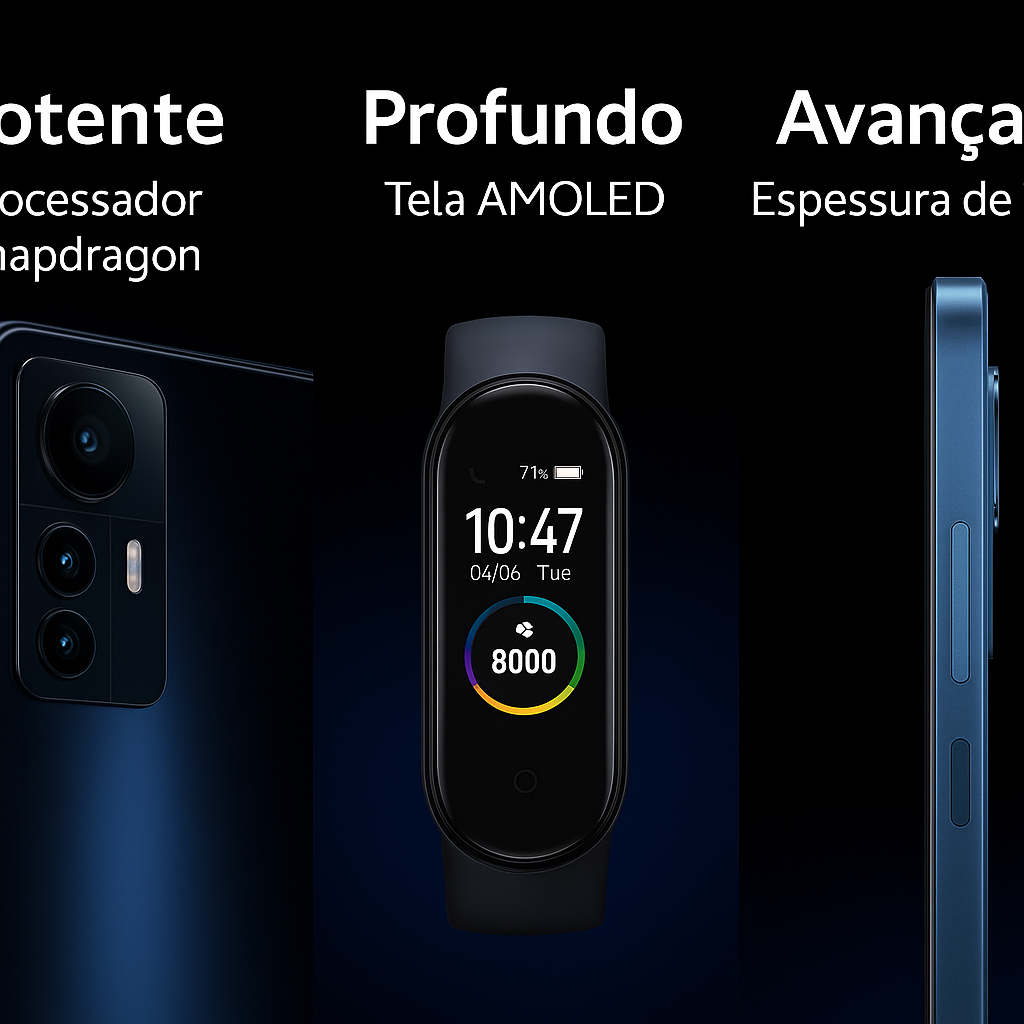 otente
ocessador
napdragon
Profundo
Tela AMOLED
71%
10:47
04/06 Tue
8000
Avança
Espessura de